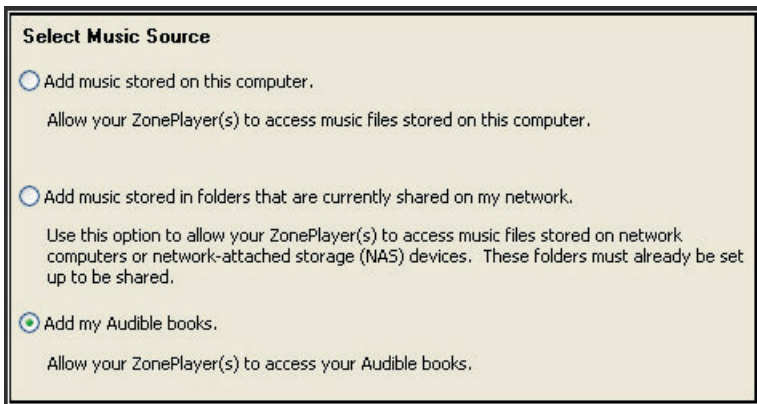 Select Music Source
Add music stored on this computer.
Allow your ZonePlayer(s) to access music files stored on this computer.
Add music stored in folders that are currently shared on my network.
Use this option to allow your ZonePlayer(s) to access music files stored on network
computers or network-attached storage (NAS) devices.  These folders must already be set
up to be shared.
Add my Audible books.
Allow your ZonePlayer(s) to access your Audible books.